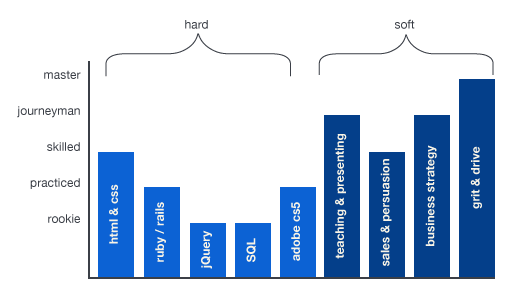 hard
soft
master
journeyman
skilled
practiced
rookie
html & css
ruby / rails
jQuery
SQL
adobe cs5
teaching & presenting
sales & persuasion
business strategy
grit & drive